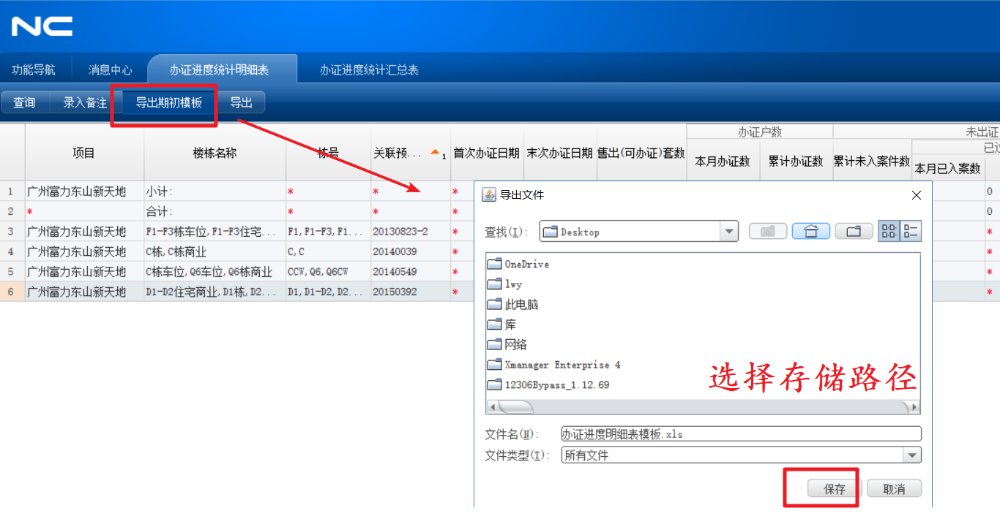 NC
功能导航 消息中心 办证进度统计明细表 办证进度统计汇总表
查询 录入备注 导出期初模板 导出
办证户数 未出证
项目 楼栋名称 栋号 关联预... 1 首次办证日期 末次办证日期 售出(可办证)套数 本月办证数 累计办证数 累计未入案件数 本月已入案数
1 广州富力东山新天地 小计: * * * 0
2 * 合计: * * * 0
3 广州富力东山新天地 F1-F3栋车位,F1-F3住宅... F1,F1-F3,F1... 20130823-2 * *
4 广州富力东山新天地 C栋,C栋商业 C,C 20140039 * *
5 广州富力东山新天地 C栋车位,Q6车位,Q6栋商业 CCW,Q6,Q6CW 20140549 * *
6 广州富力东山新天地 D1-D2住宅商业,D1栋,D2... D1,D1-D2,D2... 20150392 * *
导出文件
查找(I): Desktop
OneDrive
lwy
此电脑
库
网络
Xmanager Enterprise 4
12306Bypass_1.12.69
选择存储路径
文件名(N): 办证进度明细表模板.xls
文件类型(T): 所有文件
保存 取消